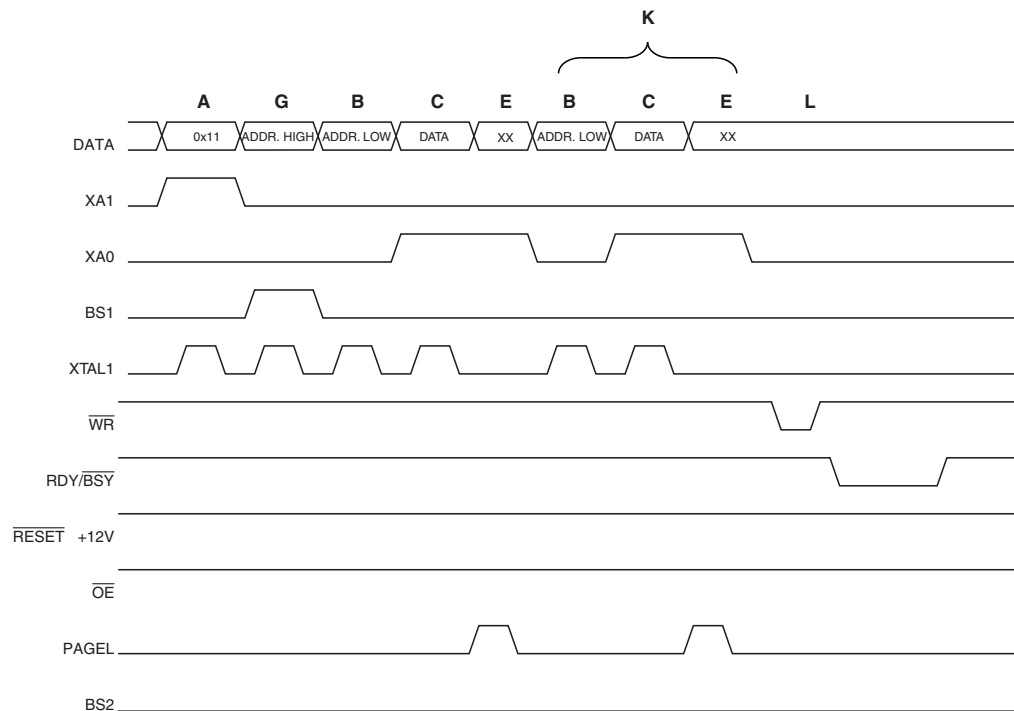 K
A G B C E B C E L
DATA 0x11 ADDR. HIGH ADDR. LOW DATA XX ADDR. LOW DATA XX
XA1
XA0
BS1
XTAL1
WR
RDY/BSY
RESET +12V
OE
PAGEL
BS2